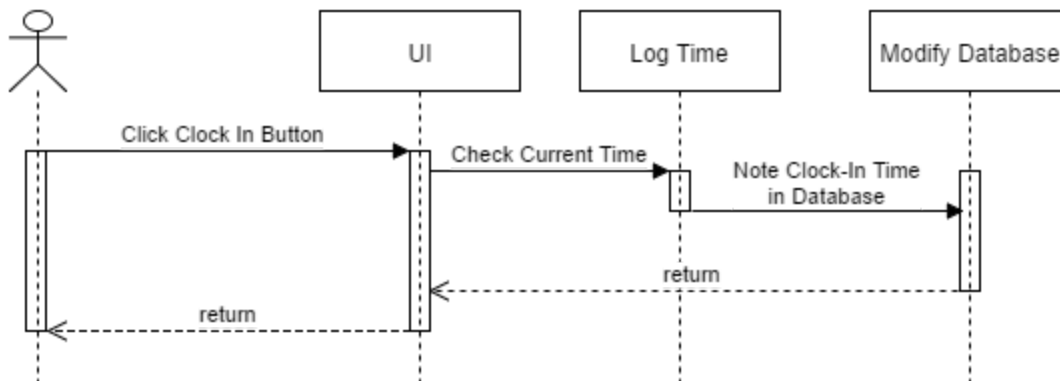 UI
Log Time
Modify Database
Click Clock In Button
Check Current Time
Note Clock-In Time
in Database
return
return